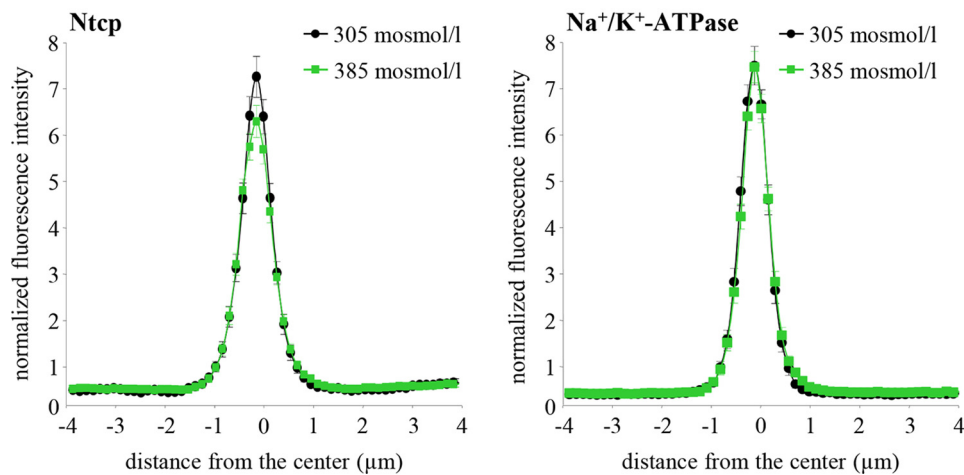 Ntcp
305 mosmol/l
385 mosmol/l
normalized fluorescence intensity
8
7
6
5
4
3
2
1
0
-4 -3 -2 -1 0 1 2 3 4
distance from the center (µm)
Na⁺/K⁺-ATPase
305 mosmol/l
385 mosmol/l
normalized fluorescence intensity
8
7
6
5
4
3
2
1
0
-4 -3 -2 -1 0 1 2 3 4
distance from the center (µm)